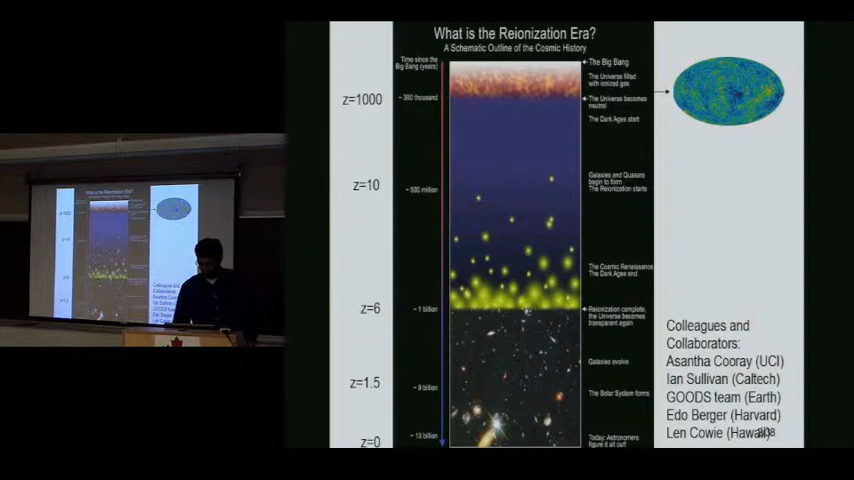 What is the Reionization Era?
A Schematic Outline of the Cosmic History
Time since the
Big Bang (years)
The Big Bang
The Universe filled
with ionized gas
z=1000
~ 300 thousand
The Universe becomes
neutral
The Dark Ages start
Galaxies and Quasars
begin to form
The Reionization starts
z=10
~ 500 million
The Cosmic Renaissance
The Dark Ages end
z=6
~ 1 billion
Reionization complete,
the Universe becomes
transparent again
Galaxies evolve
z=1.5
~ 9 billion
The Solar System forms
z=0
~ 13 billion
Today: Astronomers
figure it all out!
Colleagues and
Collaborators:
Asantha Cooray (UCI)
Ian Sullivan (Caltech)
GOODS team (Earth)
Edo Berger (Harvard)
Len Cowie (Hawaii)